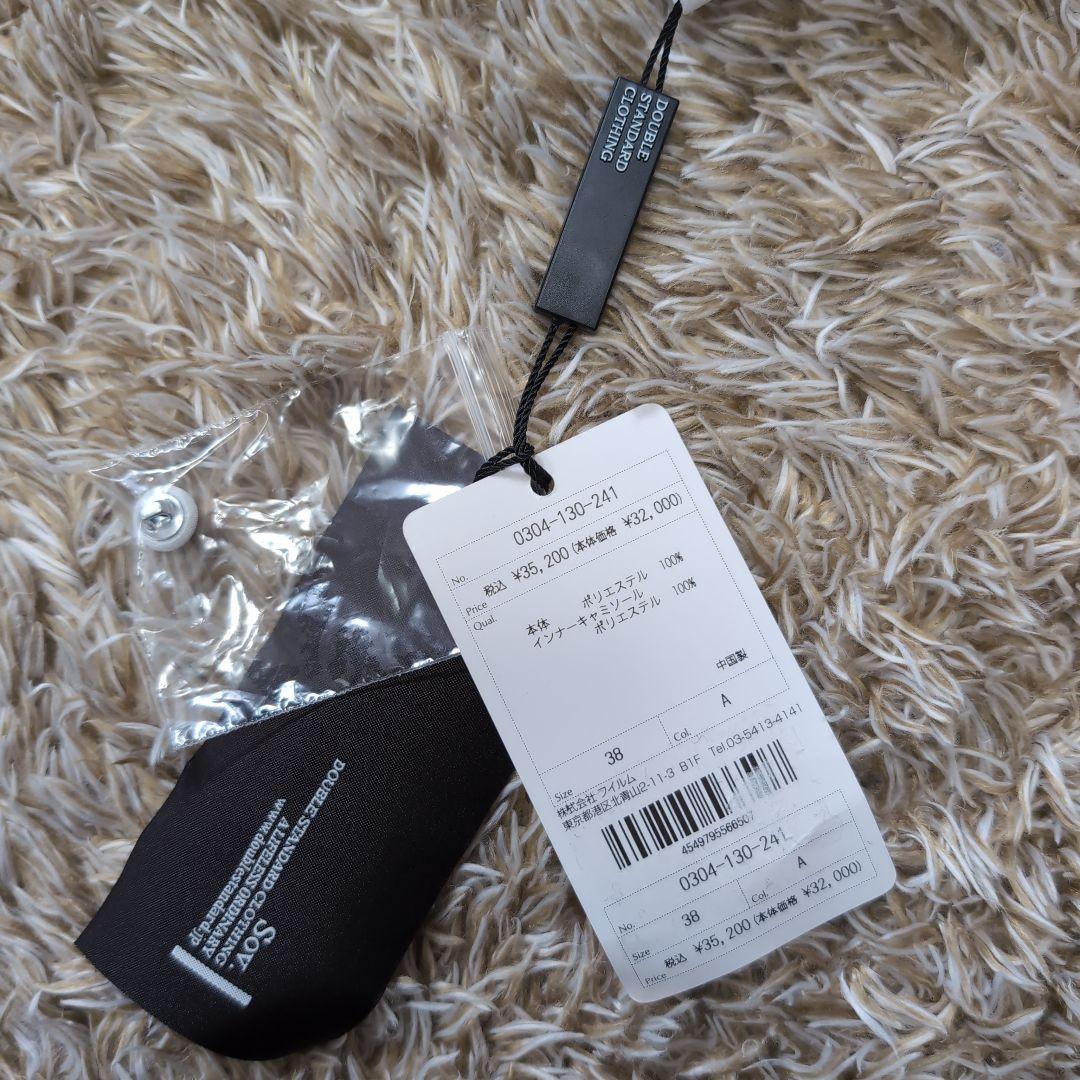 DOUBLE
STANDARD
CLOTHING
No. 0304-130-241
Price 税込 ¥35,200(本体価格 ¥32,000)
Qual.
本体 ポリエステル 100%
インナーキャミソール
ポリエステル 100%
中国製
Size 38 Col. A
株式会社 フイルム
東京都港区北青山2-11-3 B1F Tel.03-5413-4141
4549795566507
No. 0304-130-241
Size 38 Col. A
Price 税込 ¥35,200 (本体価格 ¥32,000)
Sov.
DOUBLE STANDARD CLOTHING
ALLUFERLESS ORDINARY
www.doublestandard.jp